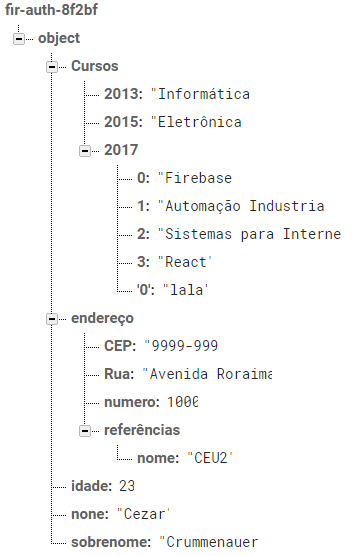 fir-auth-8f2bf
object
Cursos
2013: "Informática
2015: "Eletrônica
2017
0: "Firebase
1: "Automação Industria
2: "Sistemas para Interne
3: "React'
'0': "lala'
endereço
CEP: "9999-999
Rua: "Avenida Roraima
numero: 1000
referências
nome: "CEU2'
idade: 23
none: "Cezar'
sobrenome: "Crummenauer